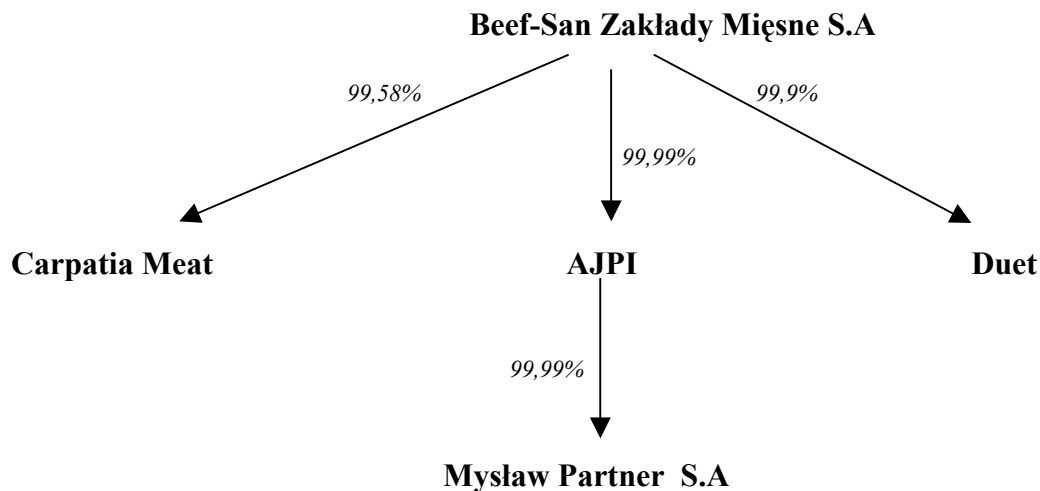 Beef-San Zakłady Mięsne S.A
99,58%
99,9%
99,99%
Carpatia Meat
AJPI
Duet
99,99%
Mysław Partner S.A